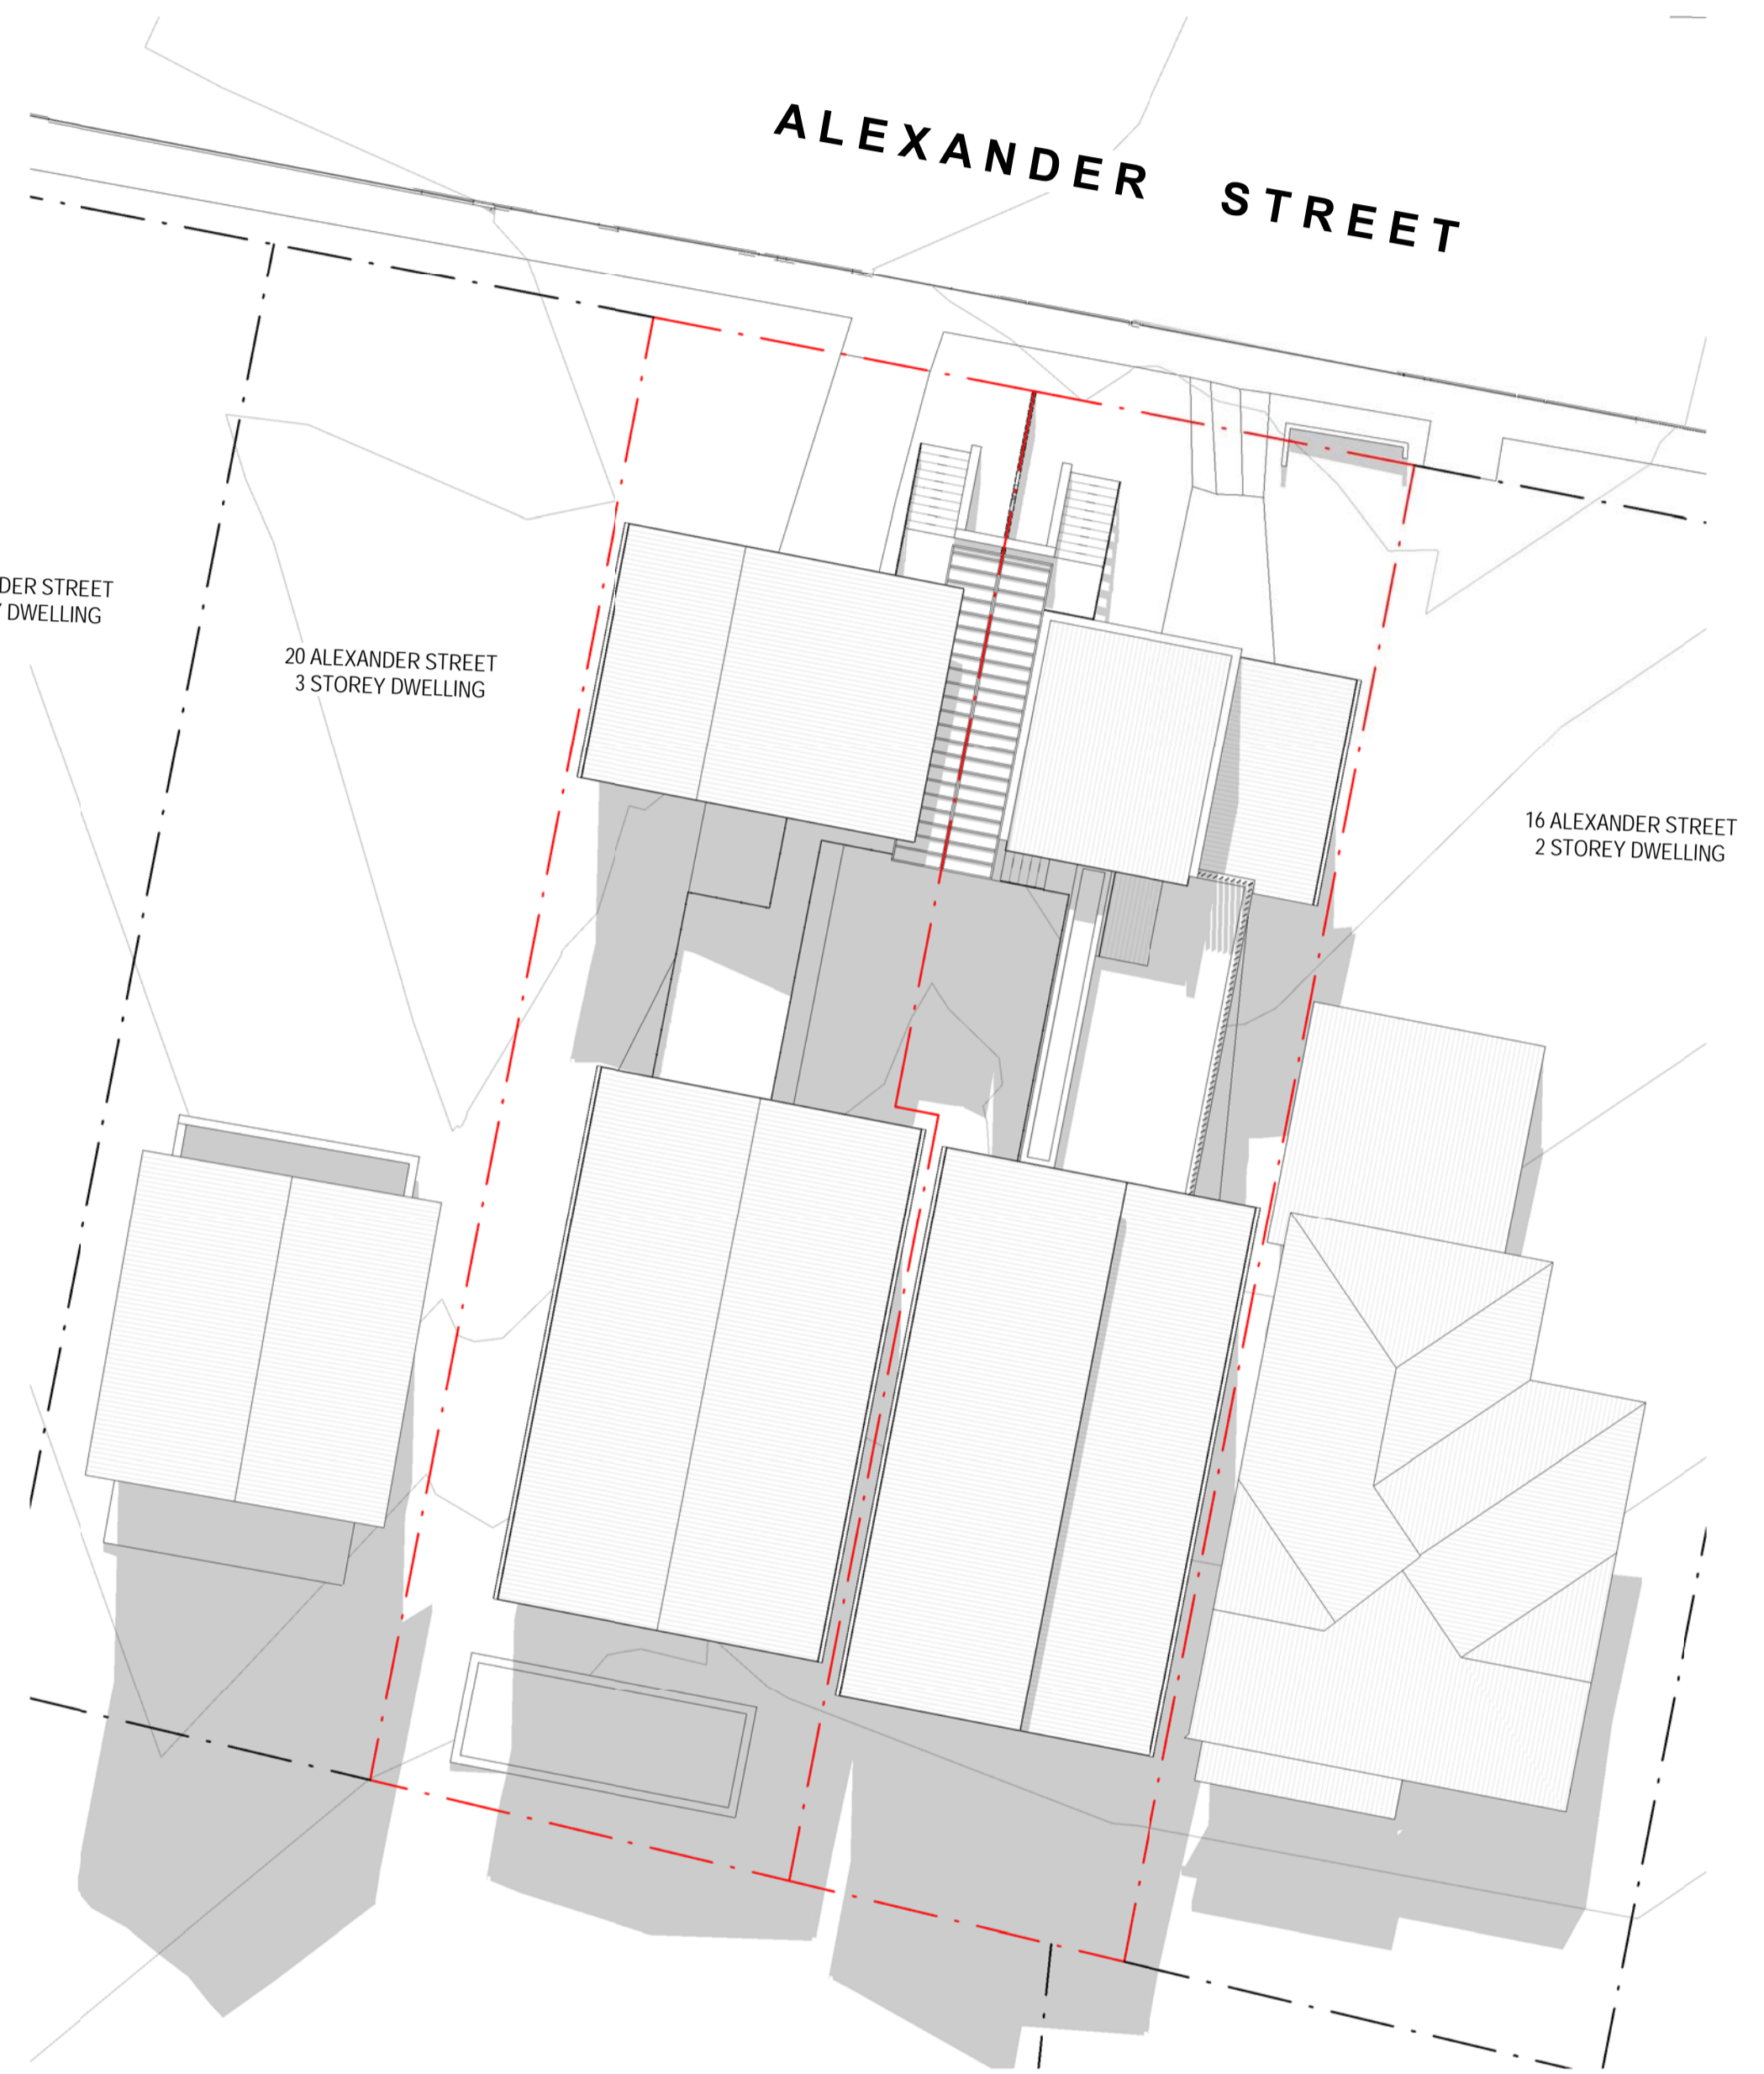 ALEXANDER STREET
DER STREET
DWELLING
20 ALEXANDER STREET
3 STOREY DWELLING
16 ALEXANDER STREET
2 STOREY DWELLING